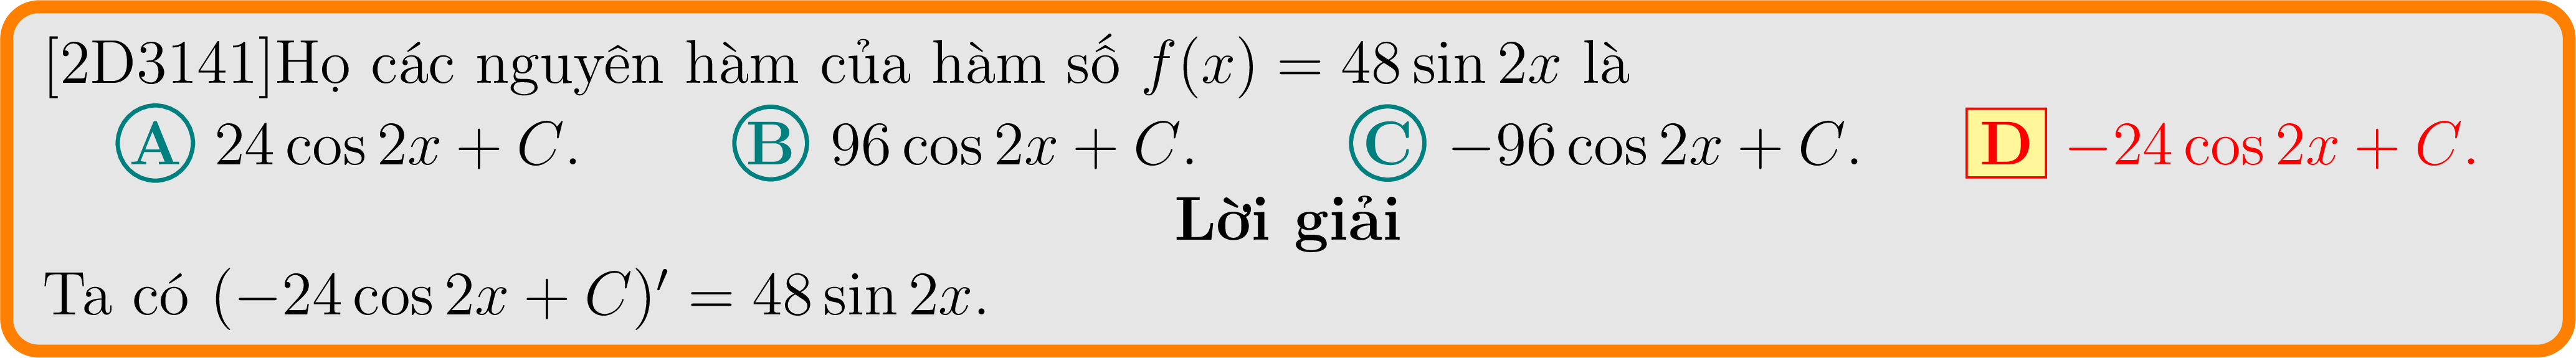 [2D3141]Họ các nguyên hàm của hàm số f(x) = 48 sin 2x là
A 24 cos 2x + C. B 96 cos 2x + C. C −96 cos 2x + C. D −24 cos 2x + C.
Lời giải
Ta có (−24 cos 2x + C)′ = 48 sin 2x.